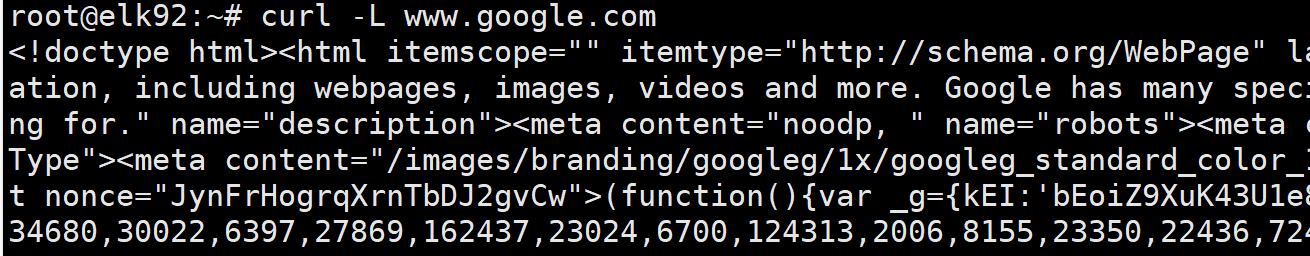 root@elk92:~# curl -L www.google.com
<!doctype html><html itemscope="" itemtype="http://schema.org/WebPage" la
ation, including webpages, images, videos and more. Google has many speci
ng for." name="description"><meta content="noodp, " name="robots"><meta c
Type"><meta content="/images/branding/googleg/1x/googleg_standard_color_1
t nonce="JynFrHogrqXrnTbDJ2gvCw">(function(){var _g={kEI:'bEoiZ9XuK43U1e8
34680,30022,6397,27869,162437,23024,6700,124313,2006,8155,23350,22436,724